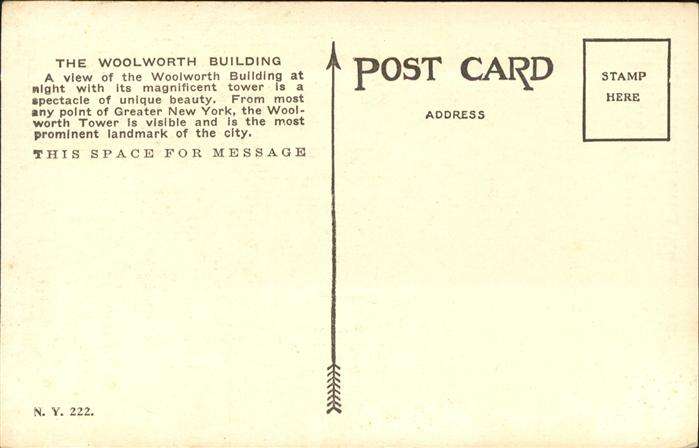 THE WOOLWORTH BUILDING
A view of the Woolworth Building at
night with its magnificent tower is a
spectacle of unique beauty. From most
any point of Greater New York, the Wool-
worth Tower is visible and is the most
prominent landmark of the city.
THIS SPACE FOR MESSAGE
POST CARD
ADDRESS
STAMP
HERE
N. Y. 222.